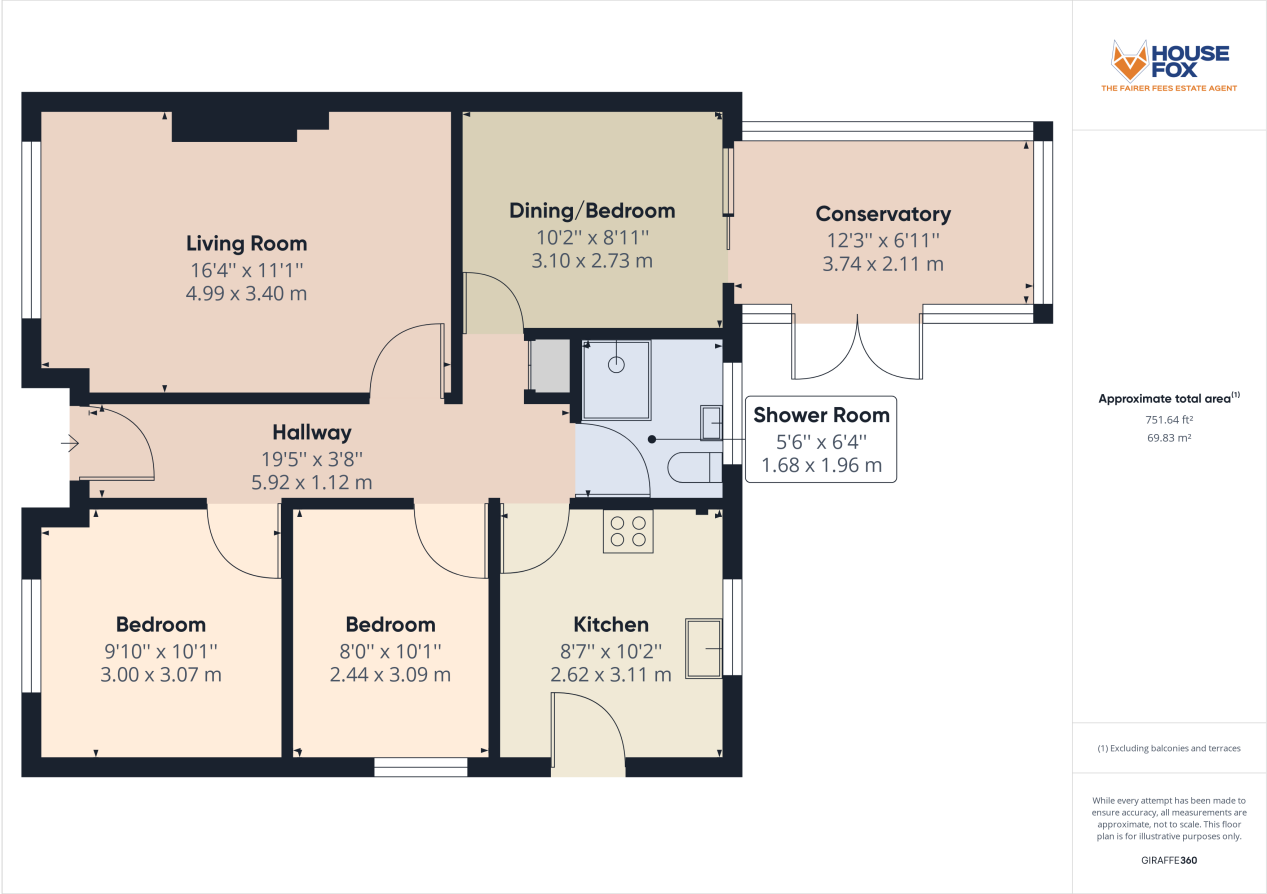 HOUSE
FOX
THE FAIRER FEES ESTATE AGENT
Living Room
16'4'' x 11'1''
4.99 x 3.40 m
Dining/Bedroom
10'2'' x 8'11''
3.10 x 2.73 m
Conservatory
12'3'' x 6'11''
3.74 x 2.11 m
Hallway
19'5'' x 3'8''
5.92 x 1.12 m
Shower Room
5'6'' x 6'4''
1.68 x 1.96 m
Bedroom
9'10'' x 10'1''
3.00 x 3.07 m
Bedroom
8'0'' x 10'1''
2.44 x 3.09 m
Kitchen
8'7'' x 10'2''
2.62 x 3.11 m
Approximate total area⁽¹⁾
751.64 ft²
69.83 m²
(1) Excluding balconies and terraces
While every attempt has been made to
ensure accuracy, all measurements are
approximate, not to scale. This floor
plan is for illustrative purposes only.
GIRAFFE360